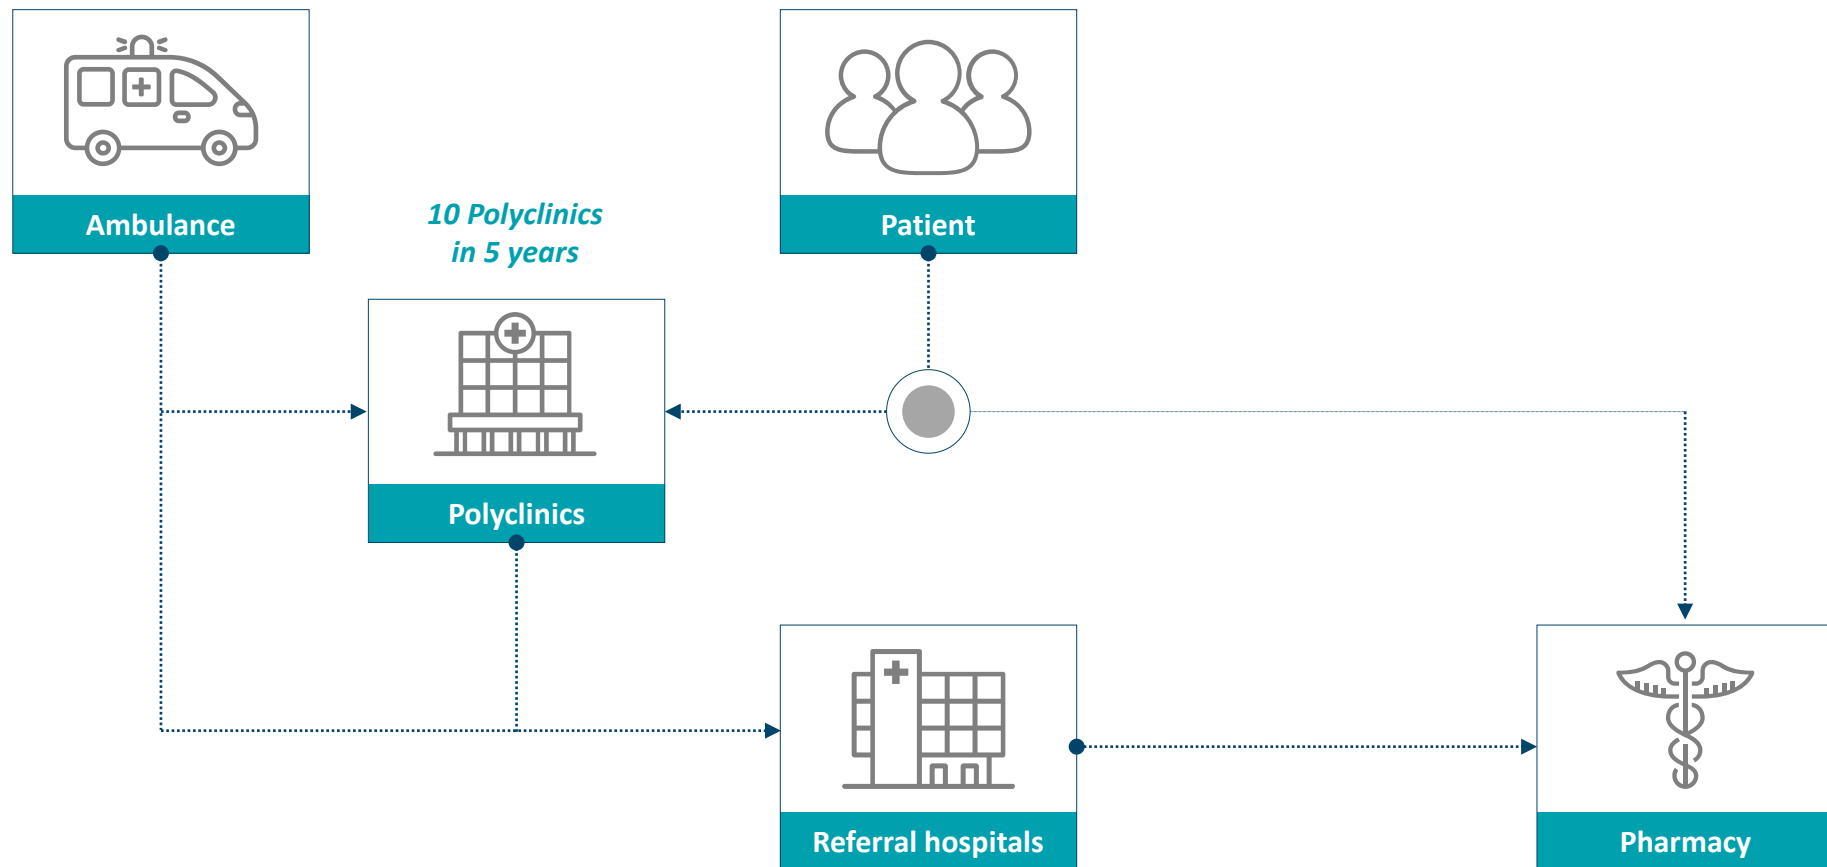 Ambulance
10 Polyclinics
in 5 years
Patient
Polyclinics
Referral hospitals
Pharmacy